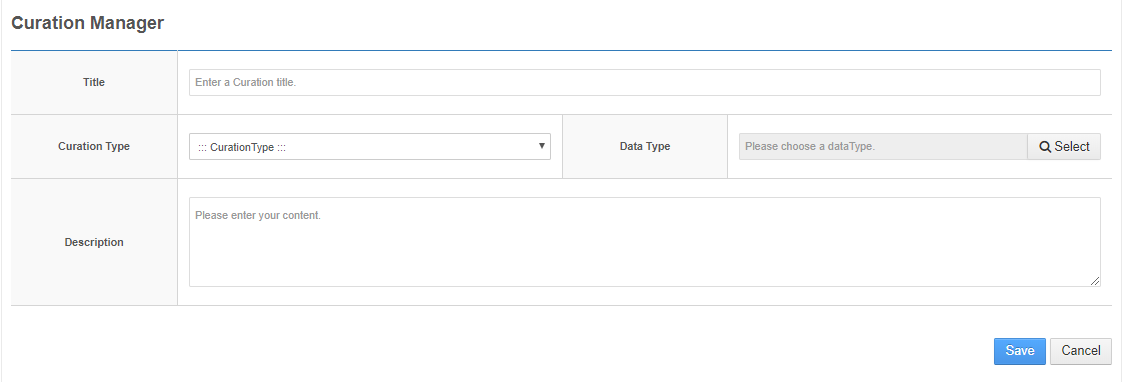 Curation Manager
Title
Enter a Curation title.
Curation Type
::: CurationType :::
Data Type
Please choose a dataType.
Select
Description
Please enter your content.
Save
Cancel